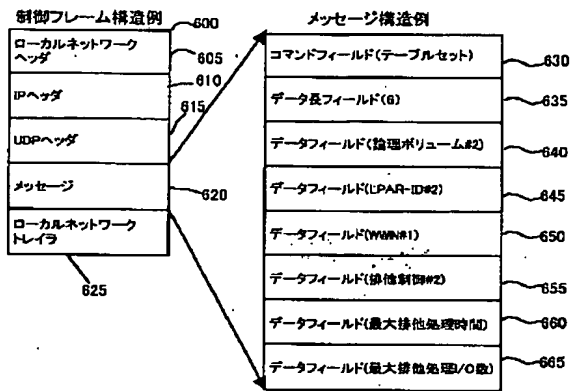 制御フレーム構造例
600
ローカルネットワーク
ヘッダ
605
IPヘッダ
610
UDPヘッダ
615
メッセージ
620
ローカルネットワーク
トレイラ
625
メッセージ構造例
コマンドフィールド(テーブルセット)
630
データ長フィールド(6)
635
データフィールド(論理ボリューム#2)
640
データフィールド(LPAR-ID#2)
645
データフィールド(WWN#1)
650
データフィールド(排他制御#2)
655
データフィールド(最大排他処理時間)
660
データフィールド(最大排他処理I/O数)
665